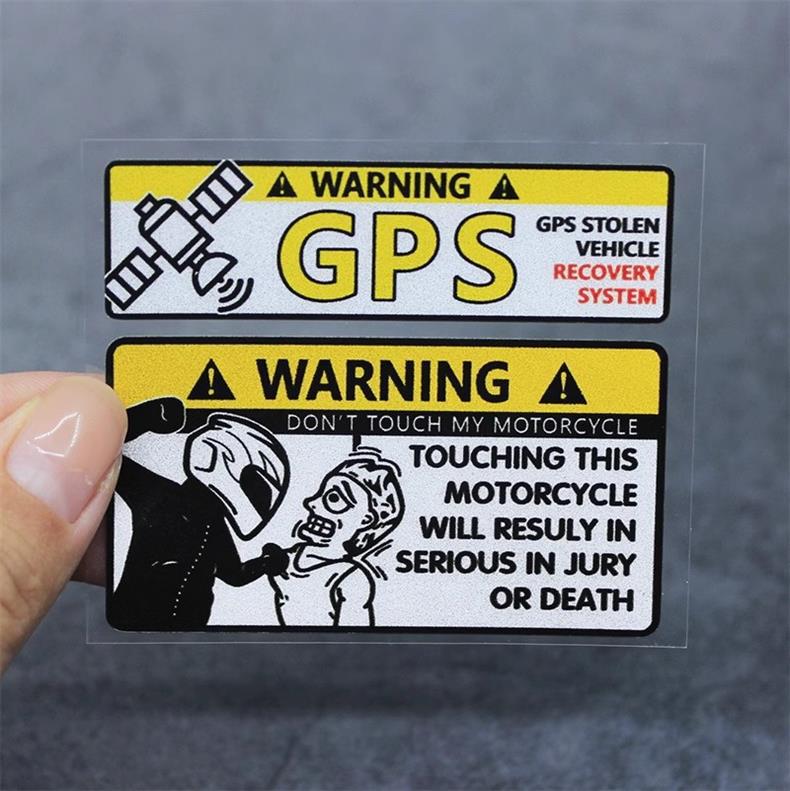 WARNING
GPS
GPS STOLEN
VEHICLE
RECOVERY
SYSTEM
WARNING
DON'T TOUCH MY MOTORCYCLE
TOUCHING THIS
MOTORCYCLE
WILL RESULY IN
SERIOUS IN JURY
OR DEATH